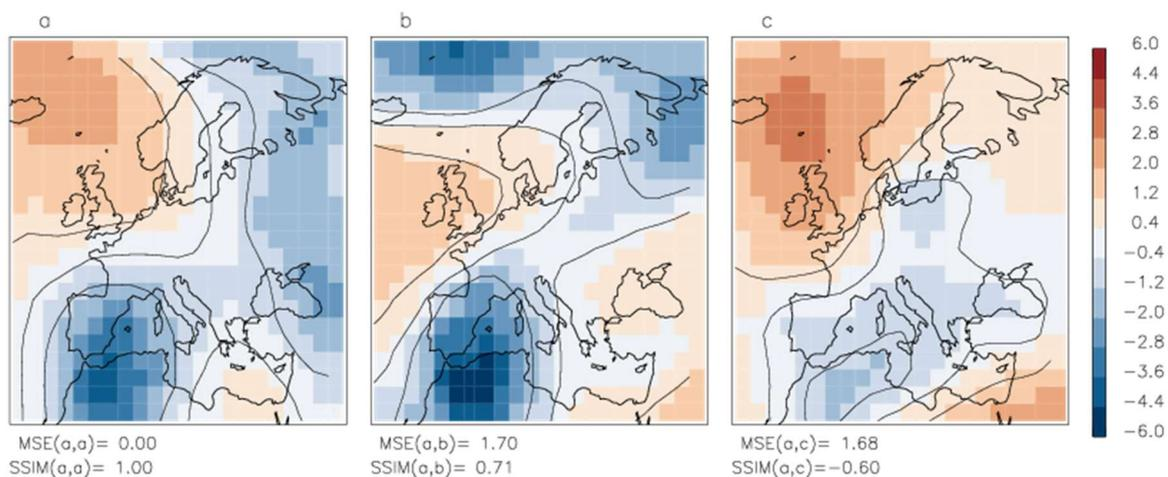 a
b
c
6.0
4.4
3.6
2.8
2.0
1.2
0.4
−0.4
−1.2
−2.0
−2.8
−3.6
−4.4
−6.0
MSE(a,a)= 0.00
SSIM(a,a)= 1.00
MSE(a,b)= 1.70
SSIM(a,b)= 0.71
MSE(a,c)= 1.68
SSIM(a,c)=−0.60